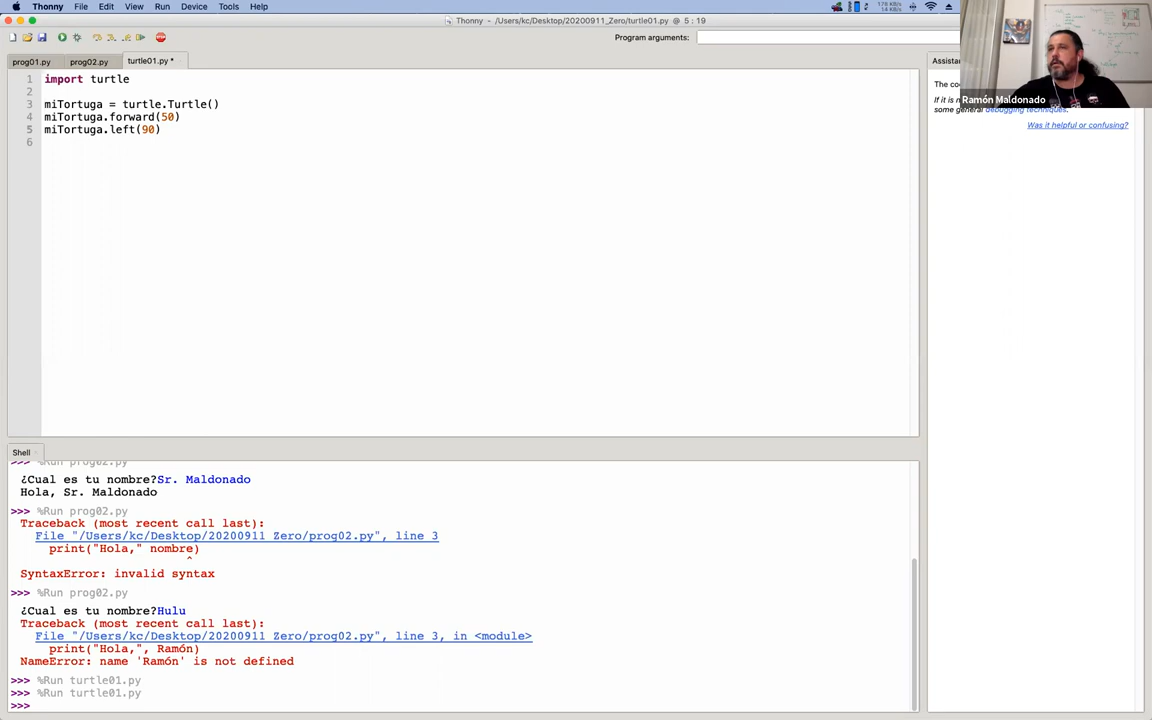 Thonny File Edit View Run Device Tools Help
176 KB/s
14 KB/s
Thonny - /Users/kc/Desktop/20200911_Zero/turtle01.py @ 5 : 19
Program arguments:
prog01.py prog02.py turtle01.py *
1 import turtle
2
3 miTortuga = turtle.Turtle()
4 miTortuga.forward(50)
5 miTortuga.left(90)
6
Assista
The co
If it is n
some general debugging techniques.
Was it helpful or confusing?
Ramón Maldonado
Shell
>>> %Run prog02.py
¿Cual es tu nombre?Sr. Maldonado
Hola, Sr. Maldonado
>>> %Run prog02.py
Traceback (most recent call last):
File "/Users/kc/Desktop/20200911_Zero/prog02.py", line 3
print("Hola," nombre)
^
SyntaxError: invalid syntax
>>> %Run prog02.py
¿Cual es tu nombre?Hulu
Traceback (most recent call last):
File "/Users/kc/Desktop/20200911_Zero/prog02.py", line 3, in <module>
print("Hola,", Ramón)
NameError: name 'Ramón' is not defined
>>> %Run turtle01.py
>>> %Run turtle01.py
>>>